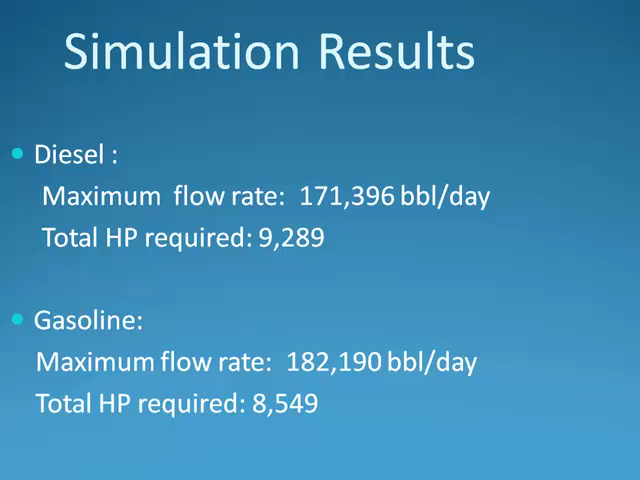 Simulation Results
• Diesel :
Maximum flow rate: 171,396 bbl/day
Total HP required: 9,289
• Gasoline:
Maximum flow rate: 182,190 bbl/day
Total HP required: 8,549